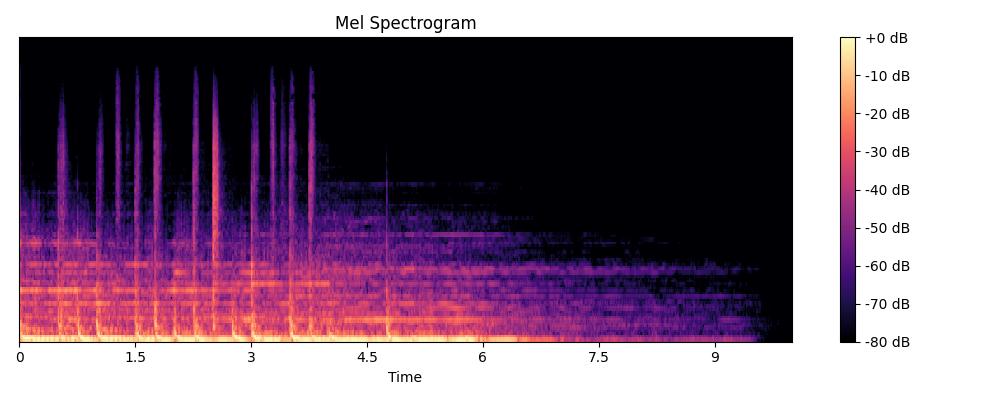 Mel Spectrogram
+0 dB
-10 dB
-20 dB
-30 dB
-40 dB
-50 dB
-60 dB
-70 dB
-80 dB
0 1.5 3 4.5 6 7.5 9
Time